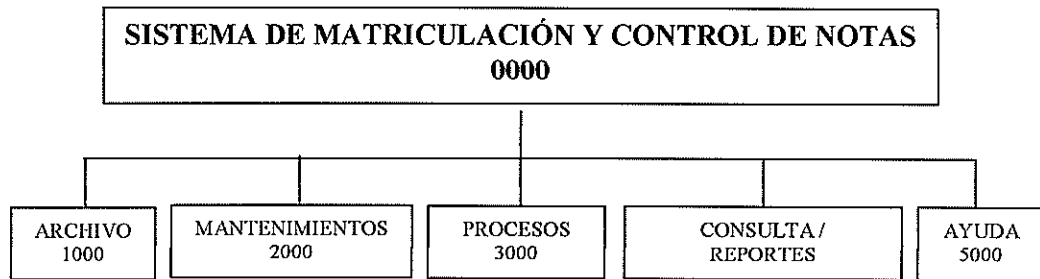 SISTEMA DE MATRICULACIÓN Y CONTROL DE NOTAS
0000
ARCHIVO
1000
MANTENIMIENTOS
2000
PROCESOS
3000
CONSULTA /
REPORTES
AYUDA
5000